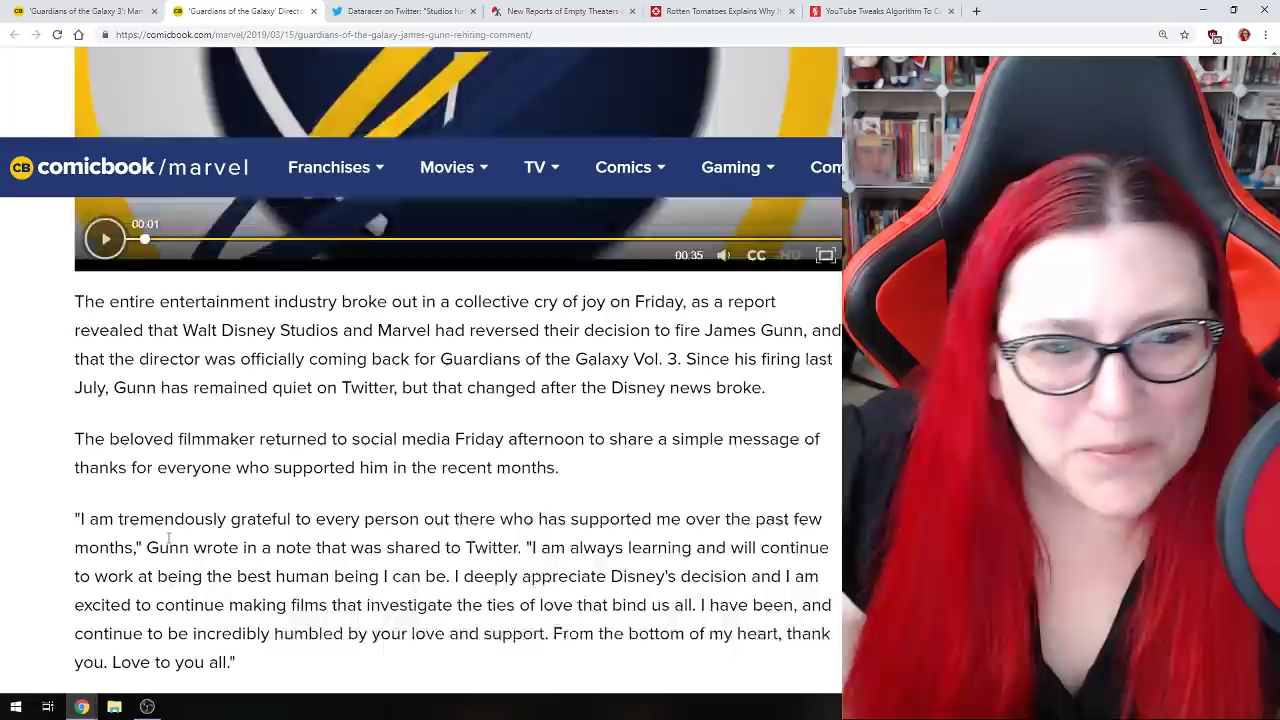 'Guardians of the Galaxy 3': Man
'Guardians of the Galaxy' Direct
Dataracer on Twitter: "Studios ha
New Reports of Empty Theaters
Rotten Tomatoes Explains Why I
YouTube Tweaks Algorithm To C
https://comicbook.com/marvel/2019/03/15/guardians-of-the-galaxy-james-gunn-rehiring-comment/
CB comicbook /marvel Franchises Movies TV Comics Gaming Com
00:01
00:35 CC HD
The entire entertainment industry broke out in a collective cry of joy on Friday, as a report
revealed that Walt Disney Studios and Marvel had reversed their decision to fire James Gunn, and
that the director was officially coming back for Guardians of the Galaxy Vol. 3. Since his firing last
July, Gunn has remained quiet on Twitter, but that changed after the Disney news broke.
The beloved filmmaker returned to social media Friday afternoon to share a simple message of
thanks for everyone who supported him in the recent months.
"I am tremendously grateful to every person out there who has supported me over the past few
months," Gunn wrote in a note that was shared to Twitter. "I am always learning and will continue
to work at being the best human being I can be. I deeply appreciate Disney's decision and I am
excited to continue making films that investigate the ties of love that bind us all. I have been, and
continue to be incredibly humbled by your love and support. From the bottom of my heart, thank
you. Love to you all."